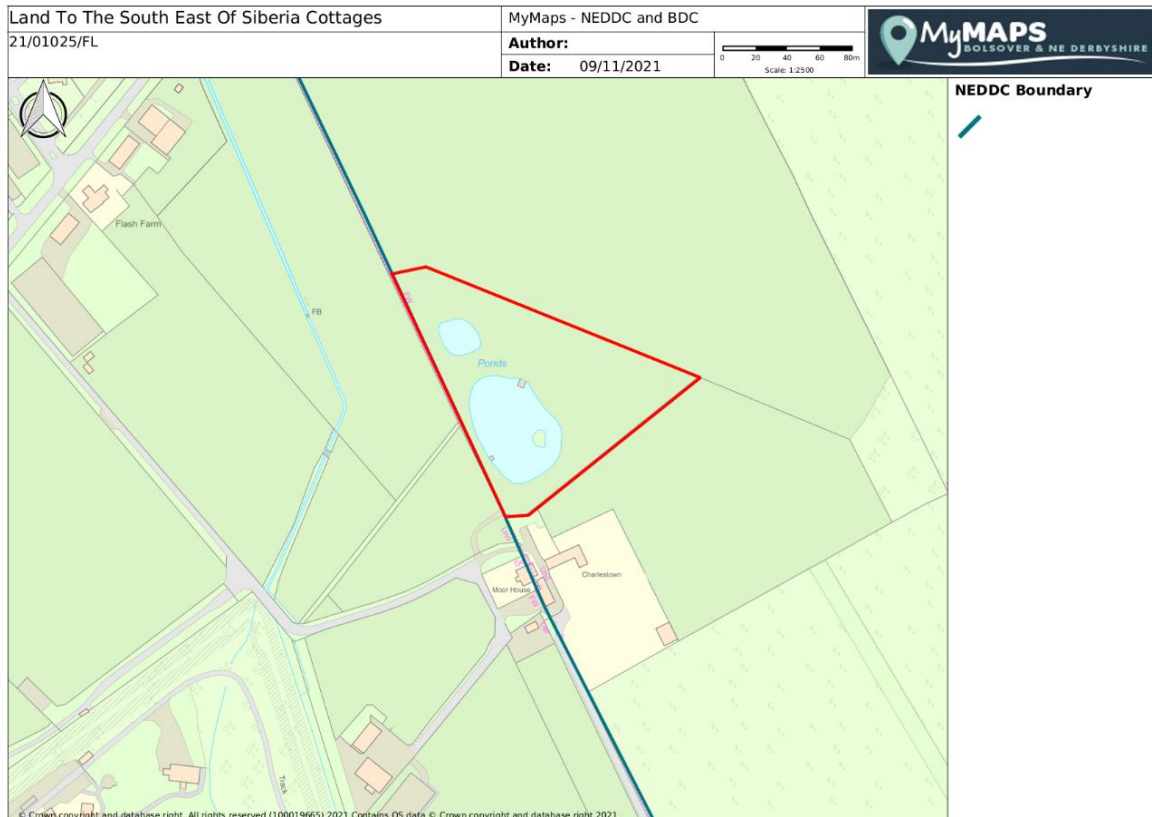 Land To The South East Of Siberia Cottages
21/01025/FL
MyMaps - NEDDC and BDC
Author:
Date: 09/11/2021
0 20 40 60 80m
Scale: 1:2500
MyMAPS
BOLSOVER & NE DERBYSHIRE
NEDDC Boundary
Flash Farm
FB
Ponds
Charlestown
Moor House
Track
© Crown copyright and database right. All rights reserved (100019665) 2021 Contains OS data © Crown copyright and database right 2021